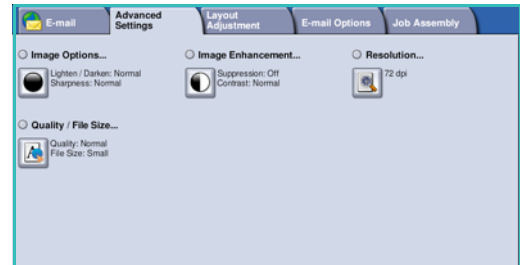 E-mail
Advanced
Settings
Layout
Adjustment
E-mail Options
Job Assembly
Image Options...
Lighten / Darken: Normal
Sharpness: Normal
Image Enhancement...
Suppression: Off
Contrast: Normal
Resolution...
72 dpi
Quality / File Size...
Quality: Normal
File Size: Small